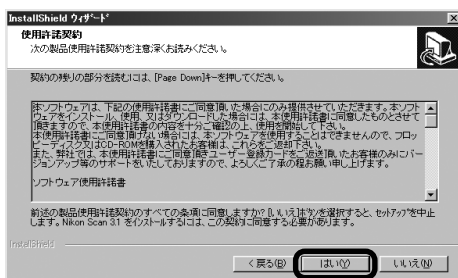 InstallShield ウィザード
使用許諾契約
次の製品使用許諾契約を注意深くお読みください。
契約の残りの部分を読むには、[Page Down]キーを押してください。
本ソフトウェアは、下記の使用許諾書にご同意頂いた場合にのみ提供させていただきます。本ソフト
ウェアをインストール、使用、又はダウンロードした場合には、本使用許諾書に同意したものとさせて
頂きますので、本使用許諾書の内容を十分ご確認の上、使用を開始して下さい。
本使用許諾書にご同意頂けない場合には、本ソフトウェアを使用することはできませんので、フロッ
ピーディスク又はCD-ROMを購入されたお客様は、これらをご返却下さい。
また、弊社では、本使用許諾書にご同意頂きユーザー登録カードをご返送頂いたお客様のみにバー
ジョンアップ等のサポートをいたしておりますので、よろしくご了承の程お願い申し上げます。
ソフトウェア使用許諾書
前述の製品使用許諾契約のすべての条項に同意しますか? [いいえ]ボタンを選択すると、セットアップを中止
します。Nikon Scan 3.1 をインストールするには、この契約に同意する必要があります。
InstallShield
< 戻る(B) はい(Y) いいえ(N)